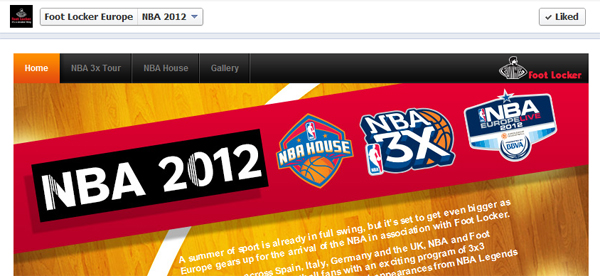 Foot Locker Europe NBA 2012 Liked
Home NBA 3x Tour NBA House Gallery
Foot Locker
NBA 2012
NBA HOUSE
NBA
3X
NBA
EUROPE LIVE
2012
BBVA
A summer of sport is already in full swing, but it's set to get even bigger as
Europe gears up for the arrival of the NBA in association with Foot Locker.
across Spain, Italy, Germany and the UK, NBA and Foot
ball fans with an exciting program of 3x3
appearances from NBA Legends